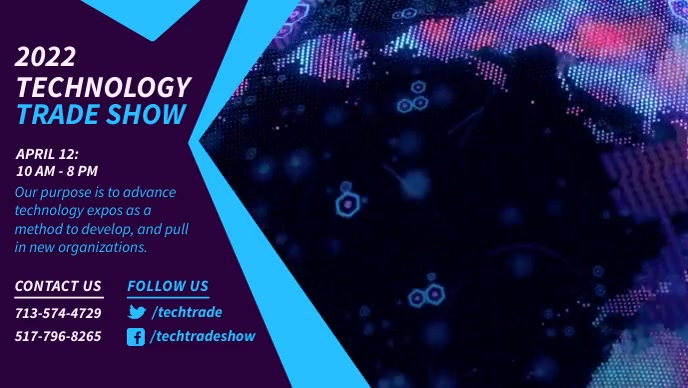 2022
TECHNOLOGY
TRADE SHOW
APRIL 12:
10 AM - 8 PM
Our purpose is to advance
technology expos as a
method to develop, and pull
in new organizations.
CONTACT US
713-574-4729
517-796-8265
FOLLOW US
/techtrade
/techtradeshow